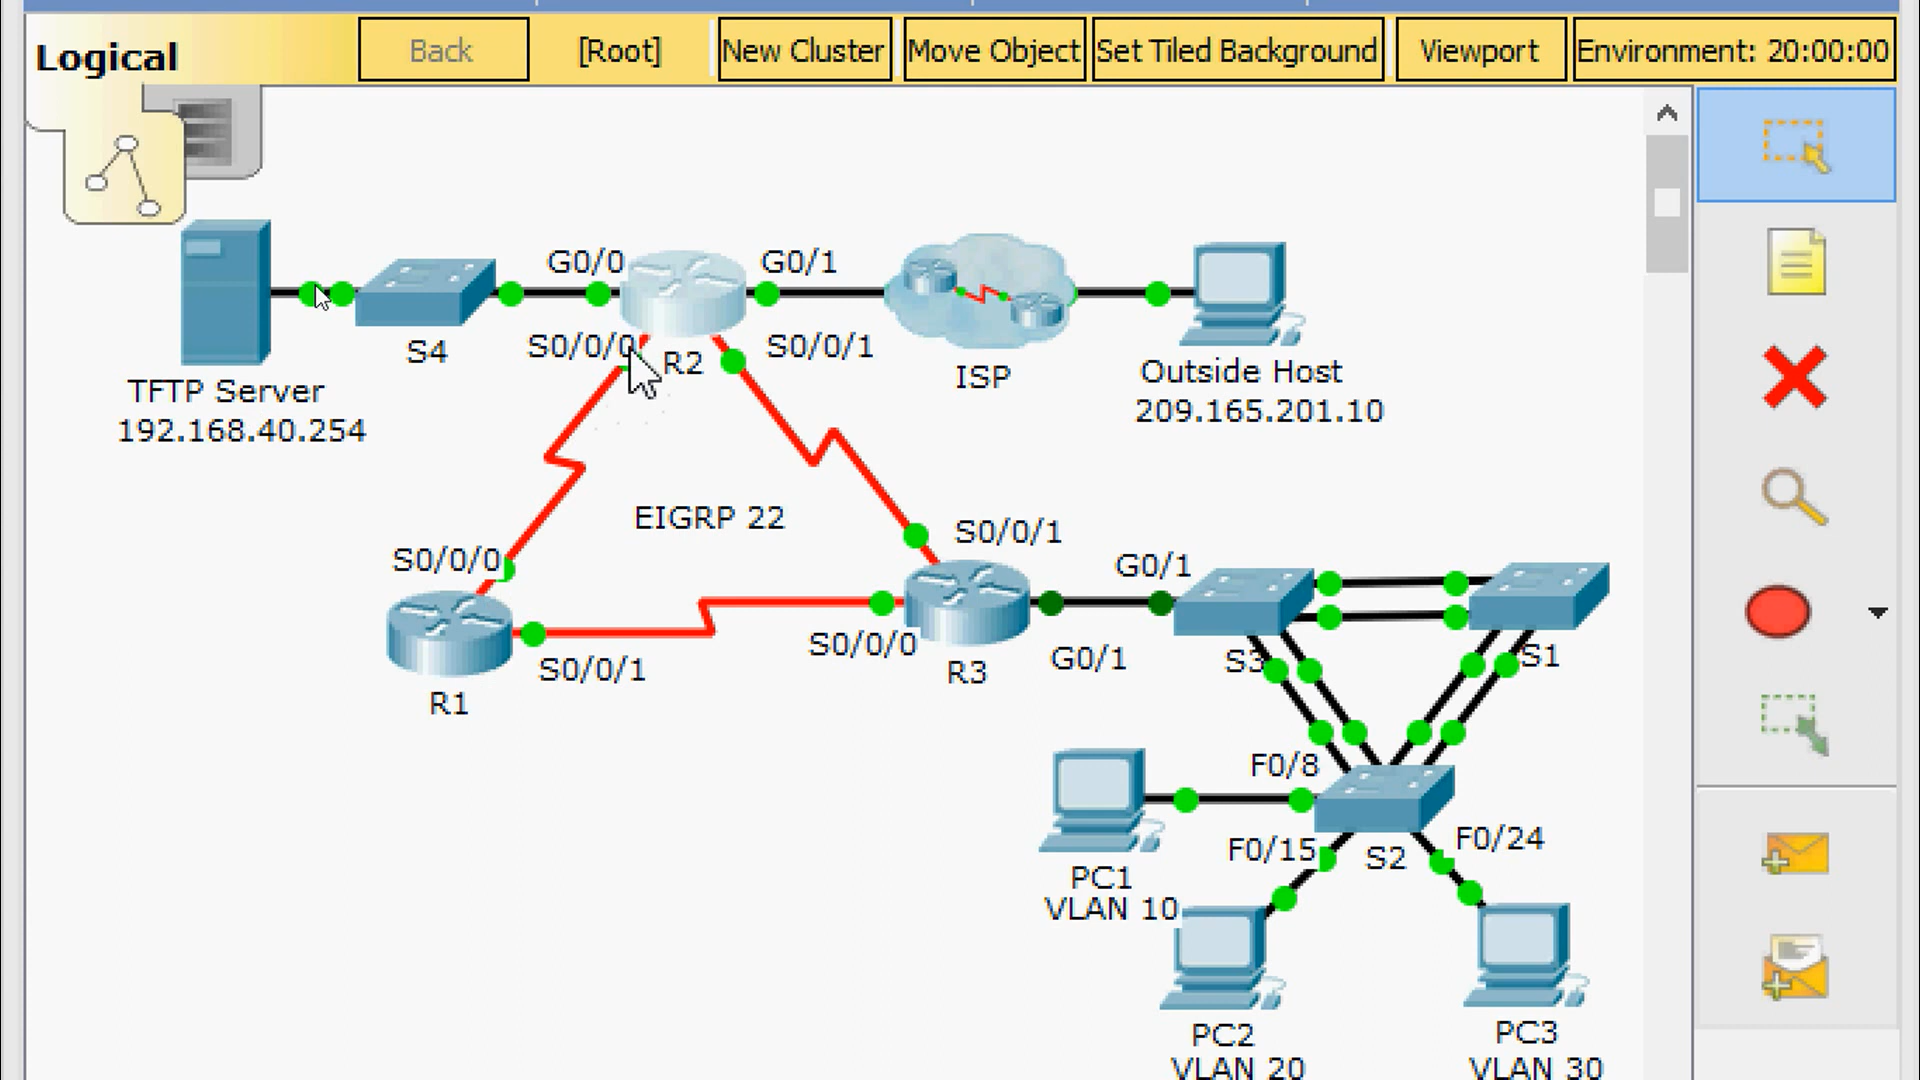 Logical
Back
[Root]
New Cluster
Move Object
Set Tiled Background
Viewport
Environment: 20:00:00
G0/0
G0/1
S0/0/0
R2
S0/0/1
S4
ISP
TFTP Server
192.168.40.254
Outside Host
209.165.201.10
EIGRP 22
S0/0/0
S0/0/1
G0/1
R1
S0/0/1
S0/0/0
R3
G0/1
S3
S1
F0/8
F0/15
S2
F0/24
PC1
VLAN 10
PC2
VLAN 20
PC3
VLAN 30